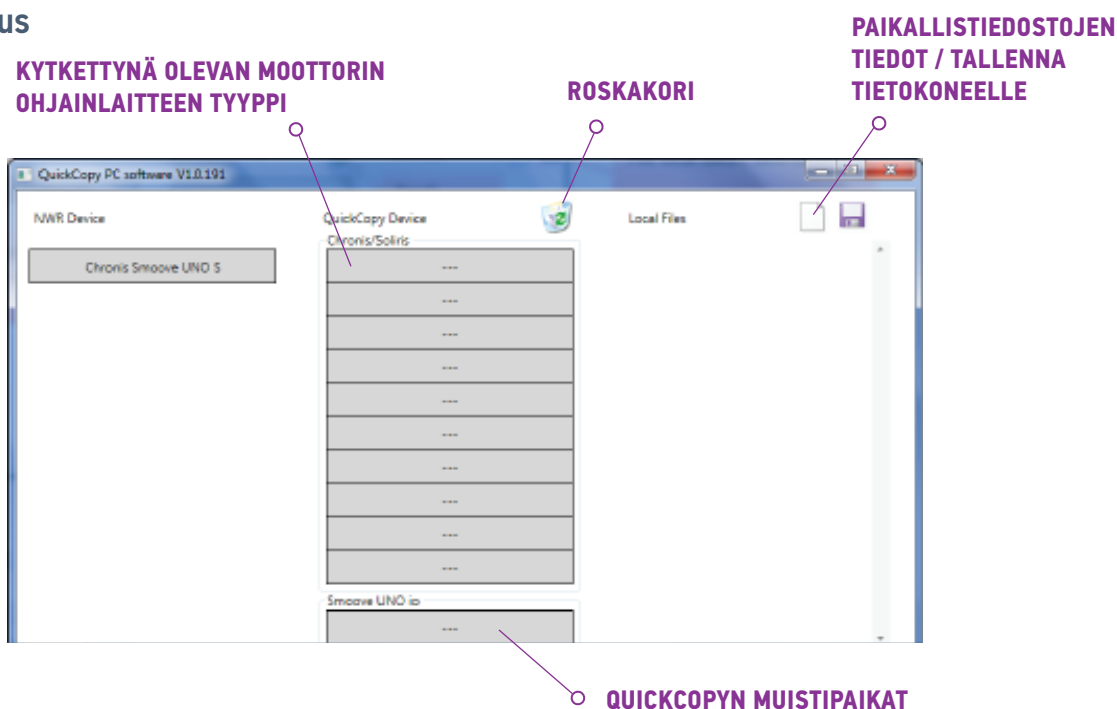 us
PAIKALLISTIEDOSTOJEN
TIEDOT / TALLENNA
TIETOKONEELLE
KYTKETTYNÄ OLEVAN MOOTTORIN
OHJAINLAITTEEN TYYPPI
ROSKAKORI
QuickCopy PC software V1.0.191
NWR Device
QuickCopy Device
Local Files
Chronis/Soliris
Chronis Smoove UNO S
---
---
---
---
---
---
---
---
---
---
Smoove UNO io
---
QUICKCOPYN MUISTIPAIKAT